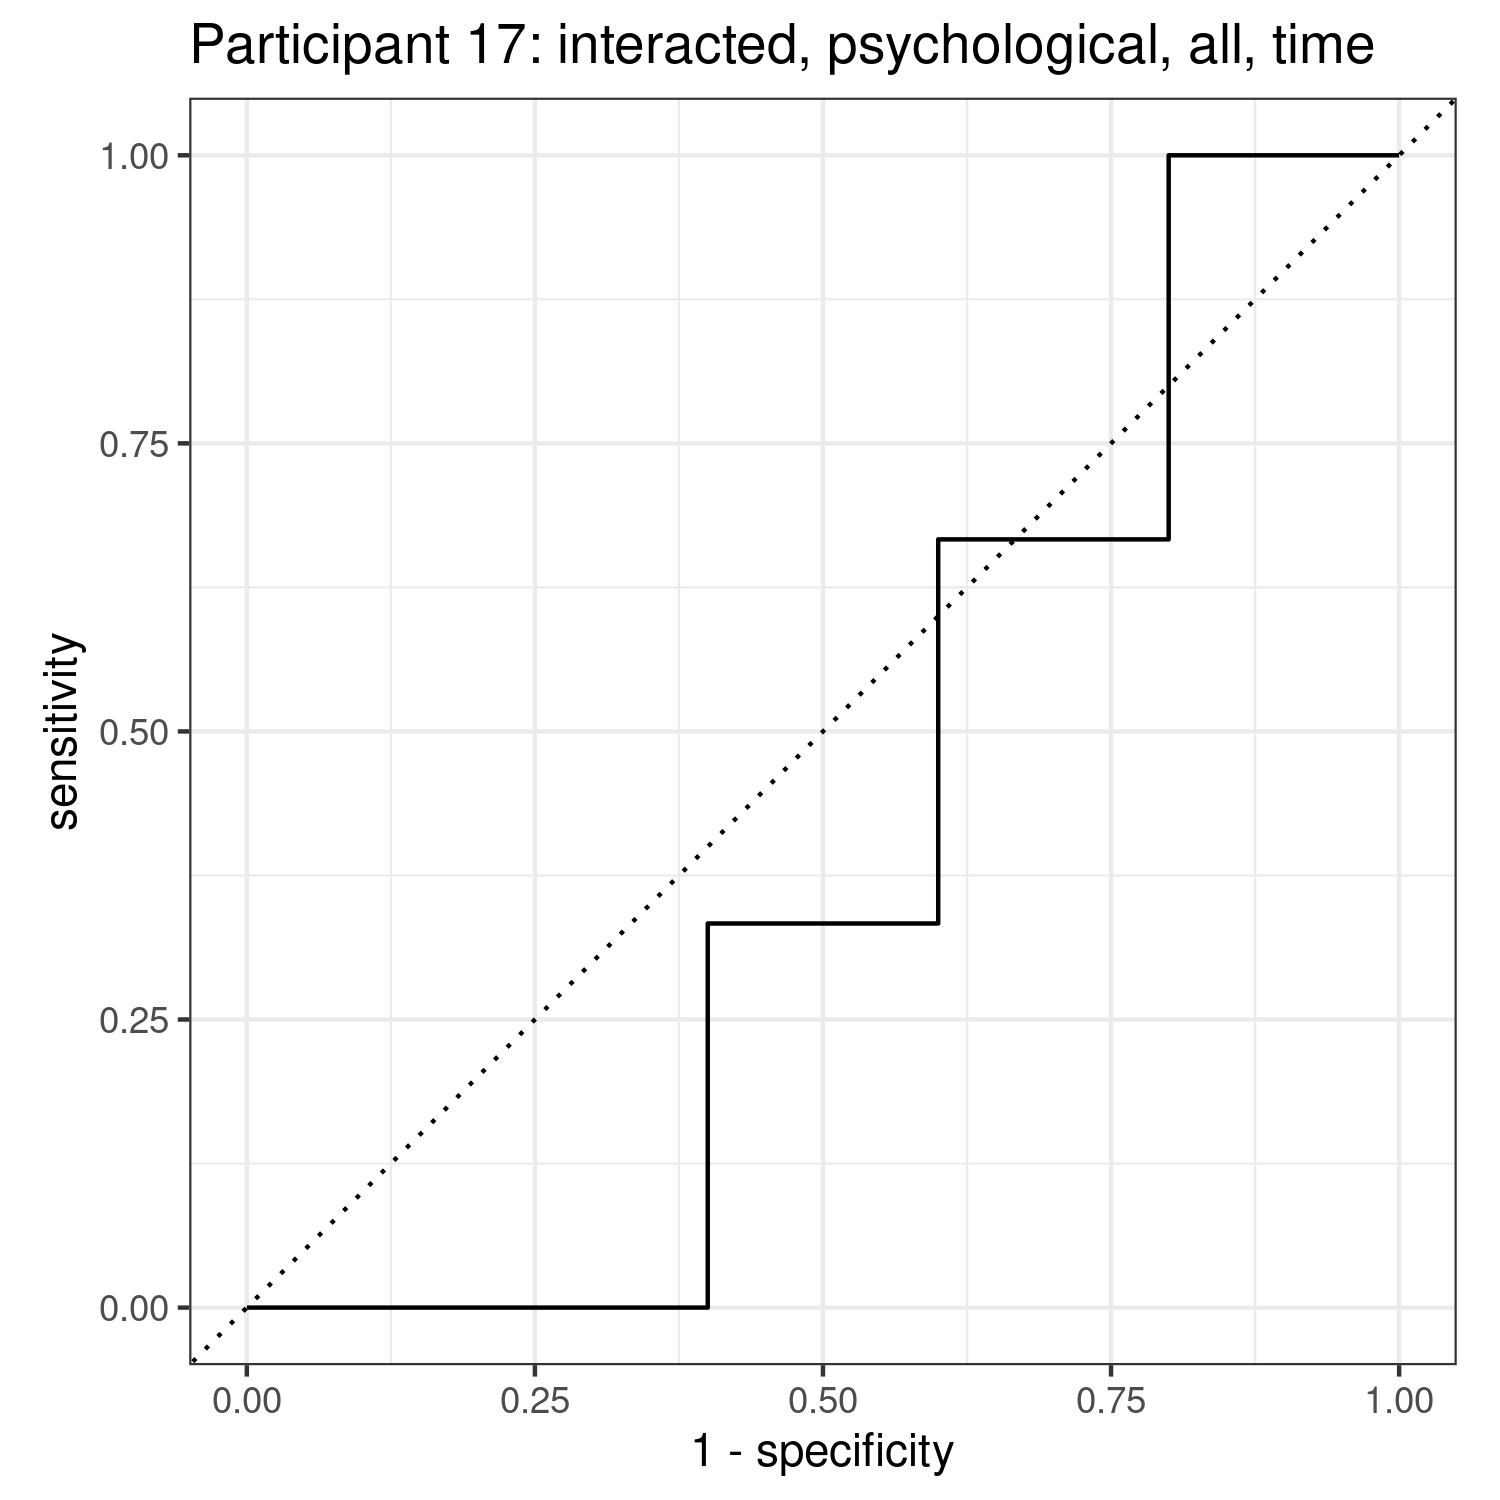 Participant 17: interacted, psychological, all, time
1.00
0.75
0.50
0.25
0.00
sensitivity
0.00 0.25 0.50 0.75 1.00
1 - specificity